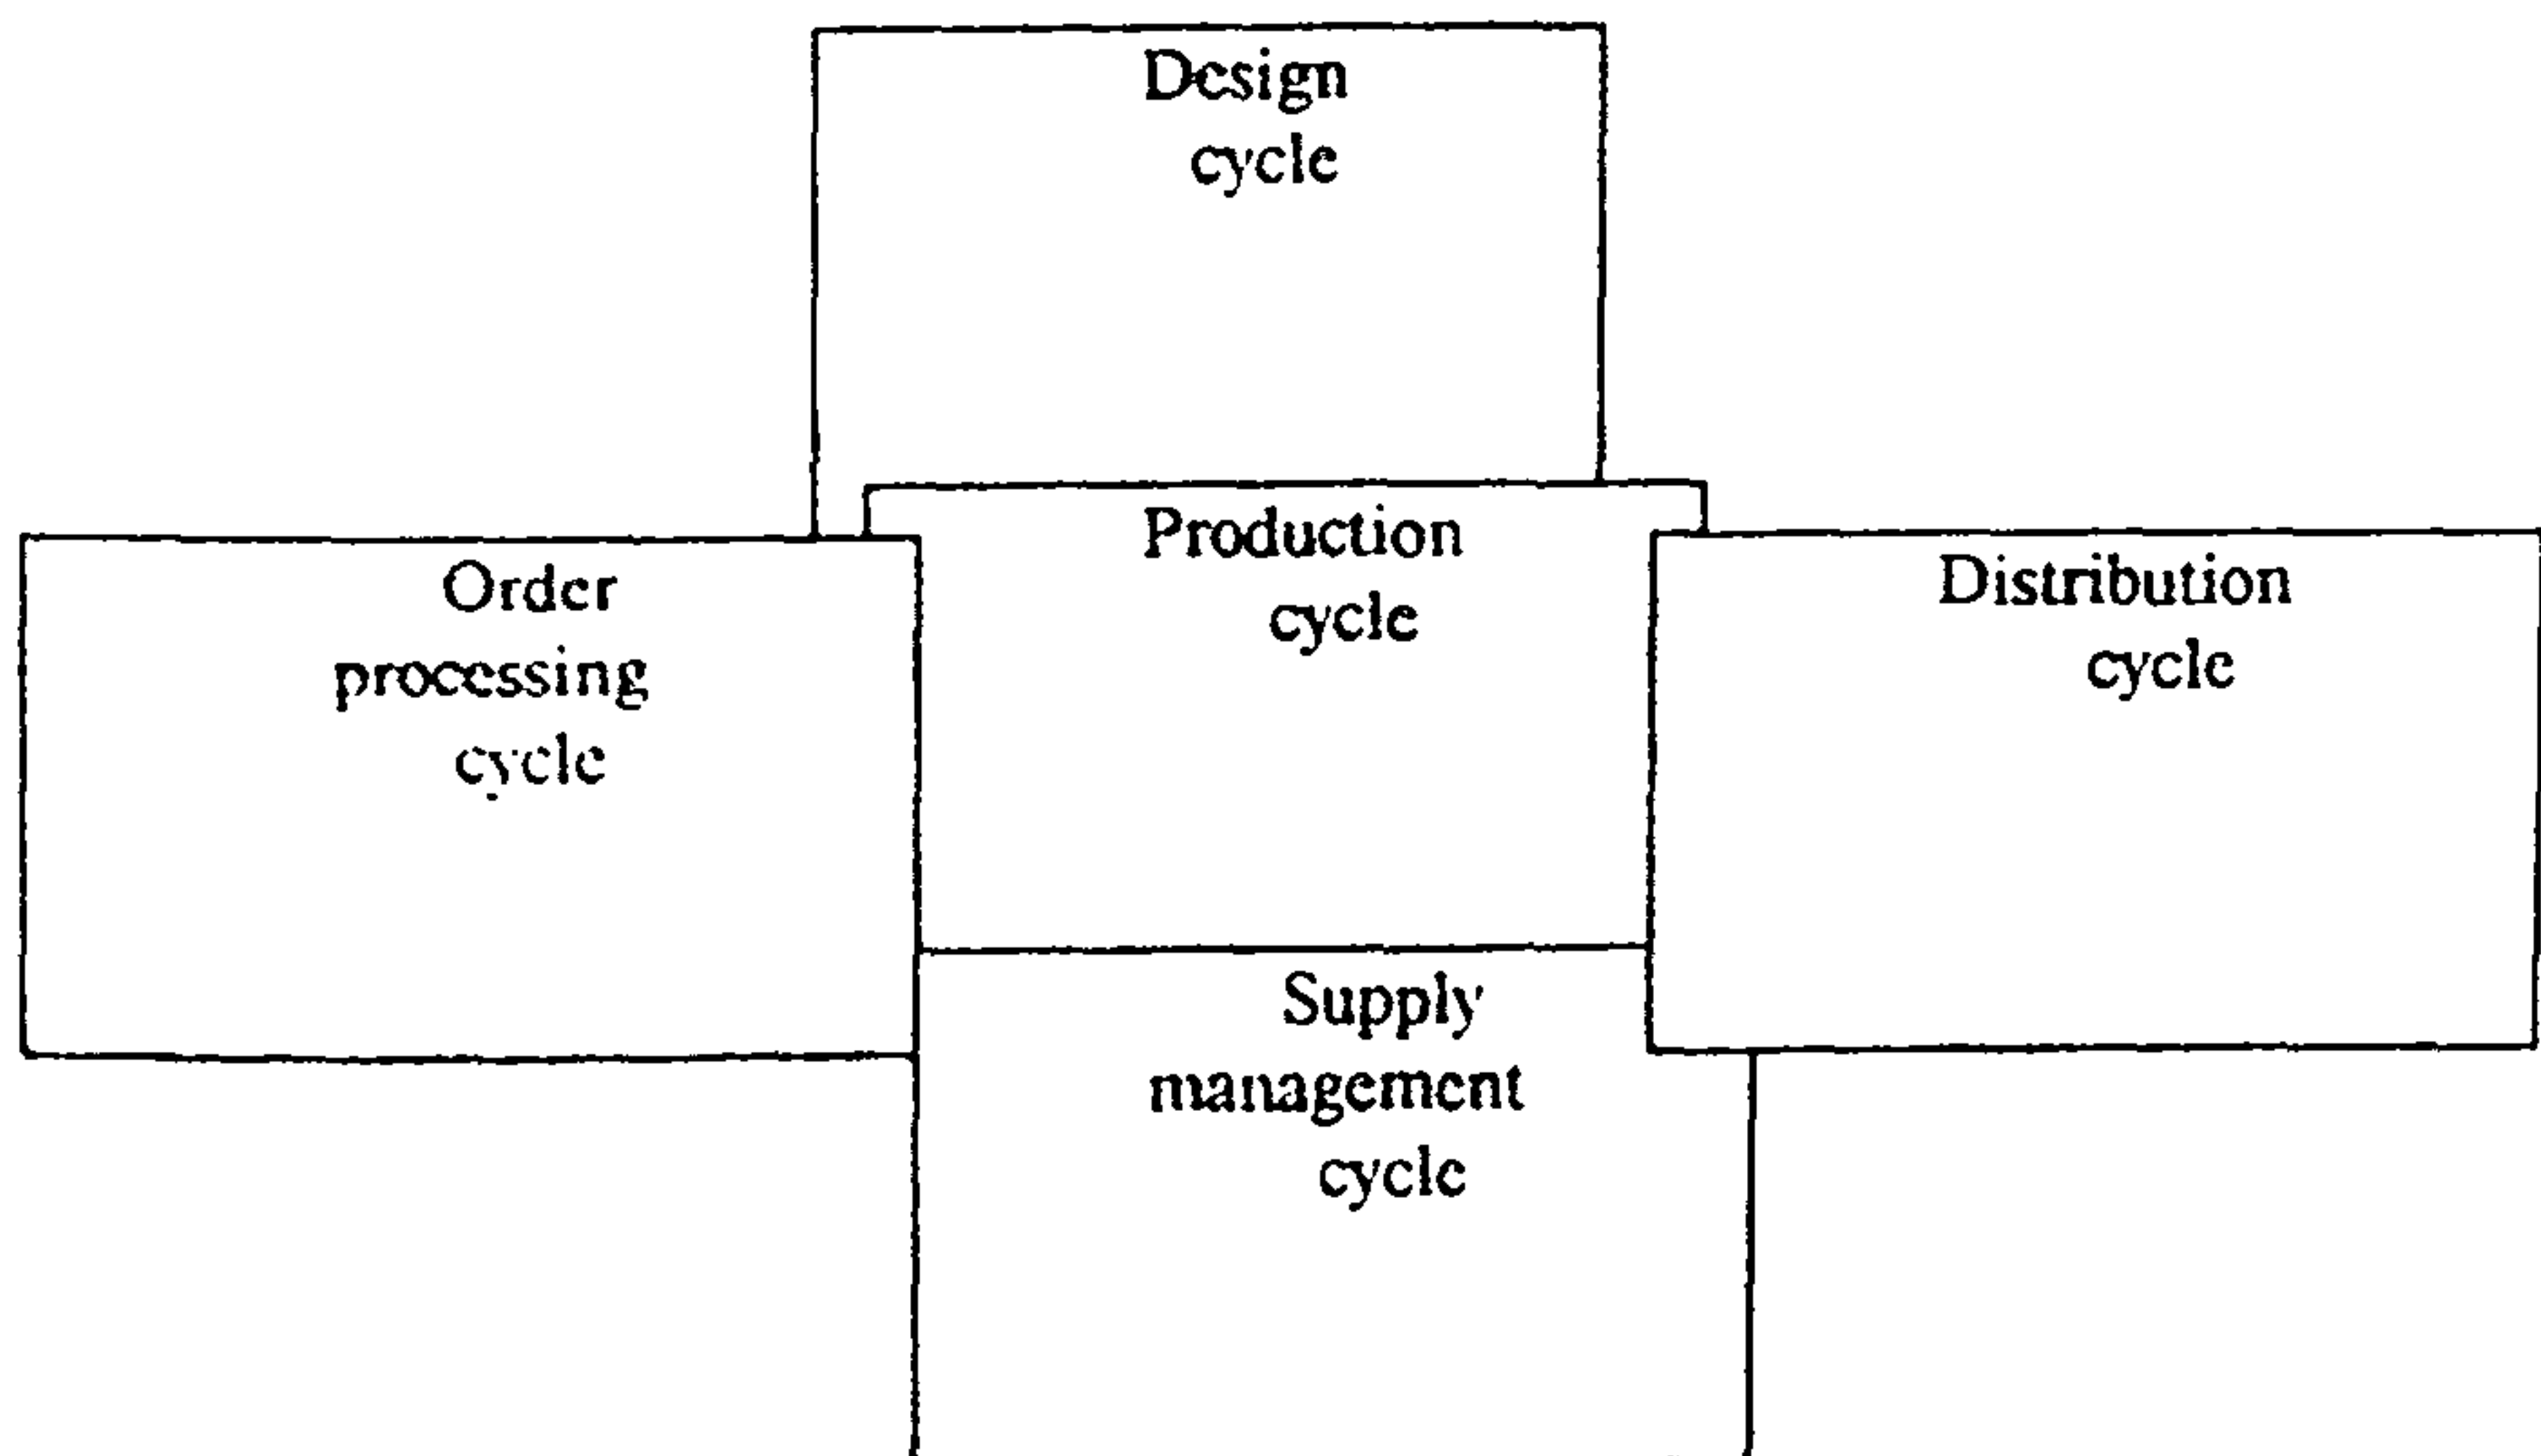 Design
cycle
Production
cycle
Order
processing
cycle
Distribution
cycle
Supply
management
cycle